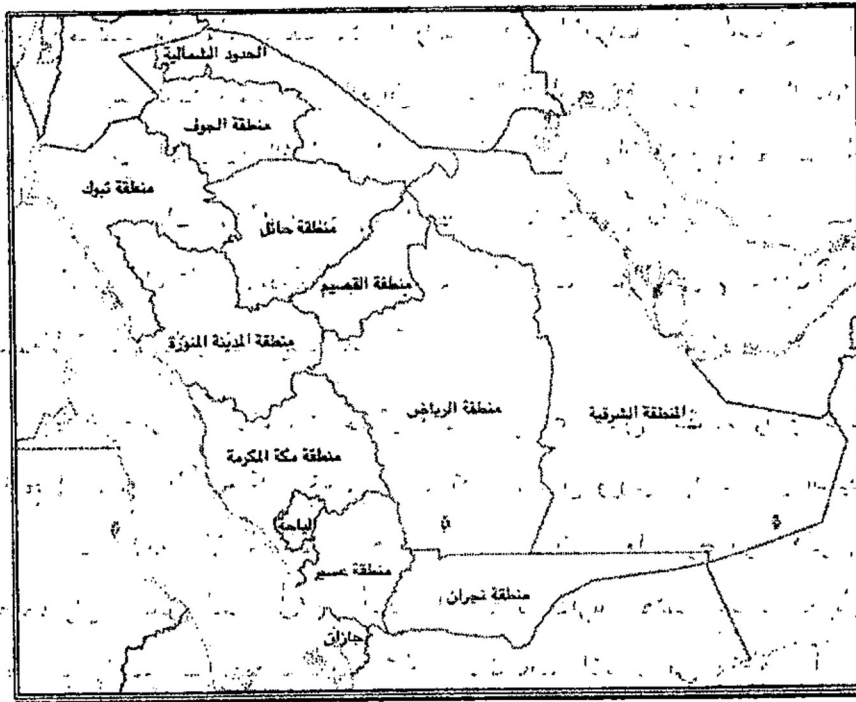 الحدود الشمالية
منطقة الجوف
منطقة تبوك
منطقة حائل
منطقة القصيم
منطقة المدينة المنورة
منطقة الرياض
المنطقة الشرقية
منطقة مكة المكرمة
الباحة
منطقة عسير
منطقة نجران
جازان